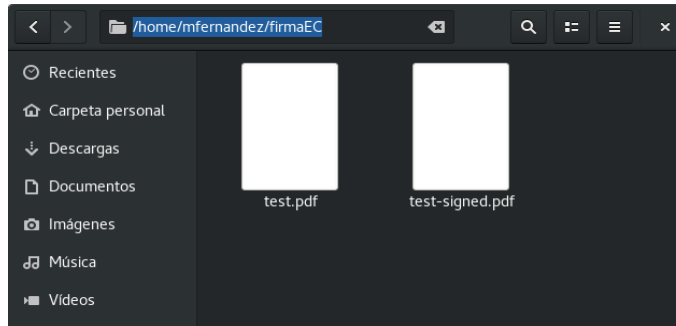 /home/mfernandez/firmaEC
Recientes
Carpeta personal
Descargas
Documentos
Imágenes
Música
Vídeos
test.pdf
test-signed.pdf